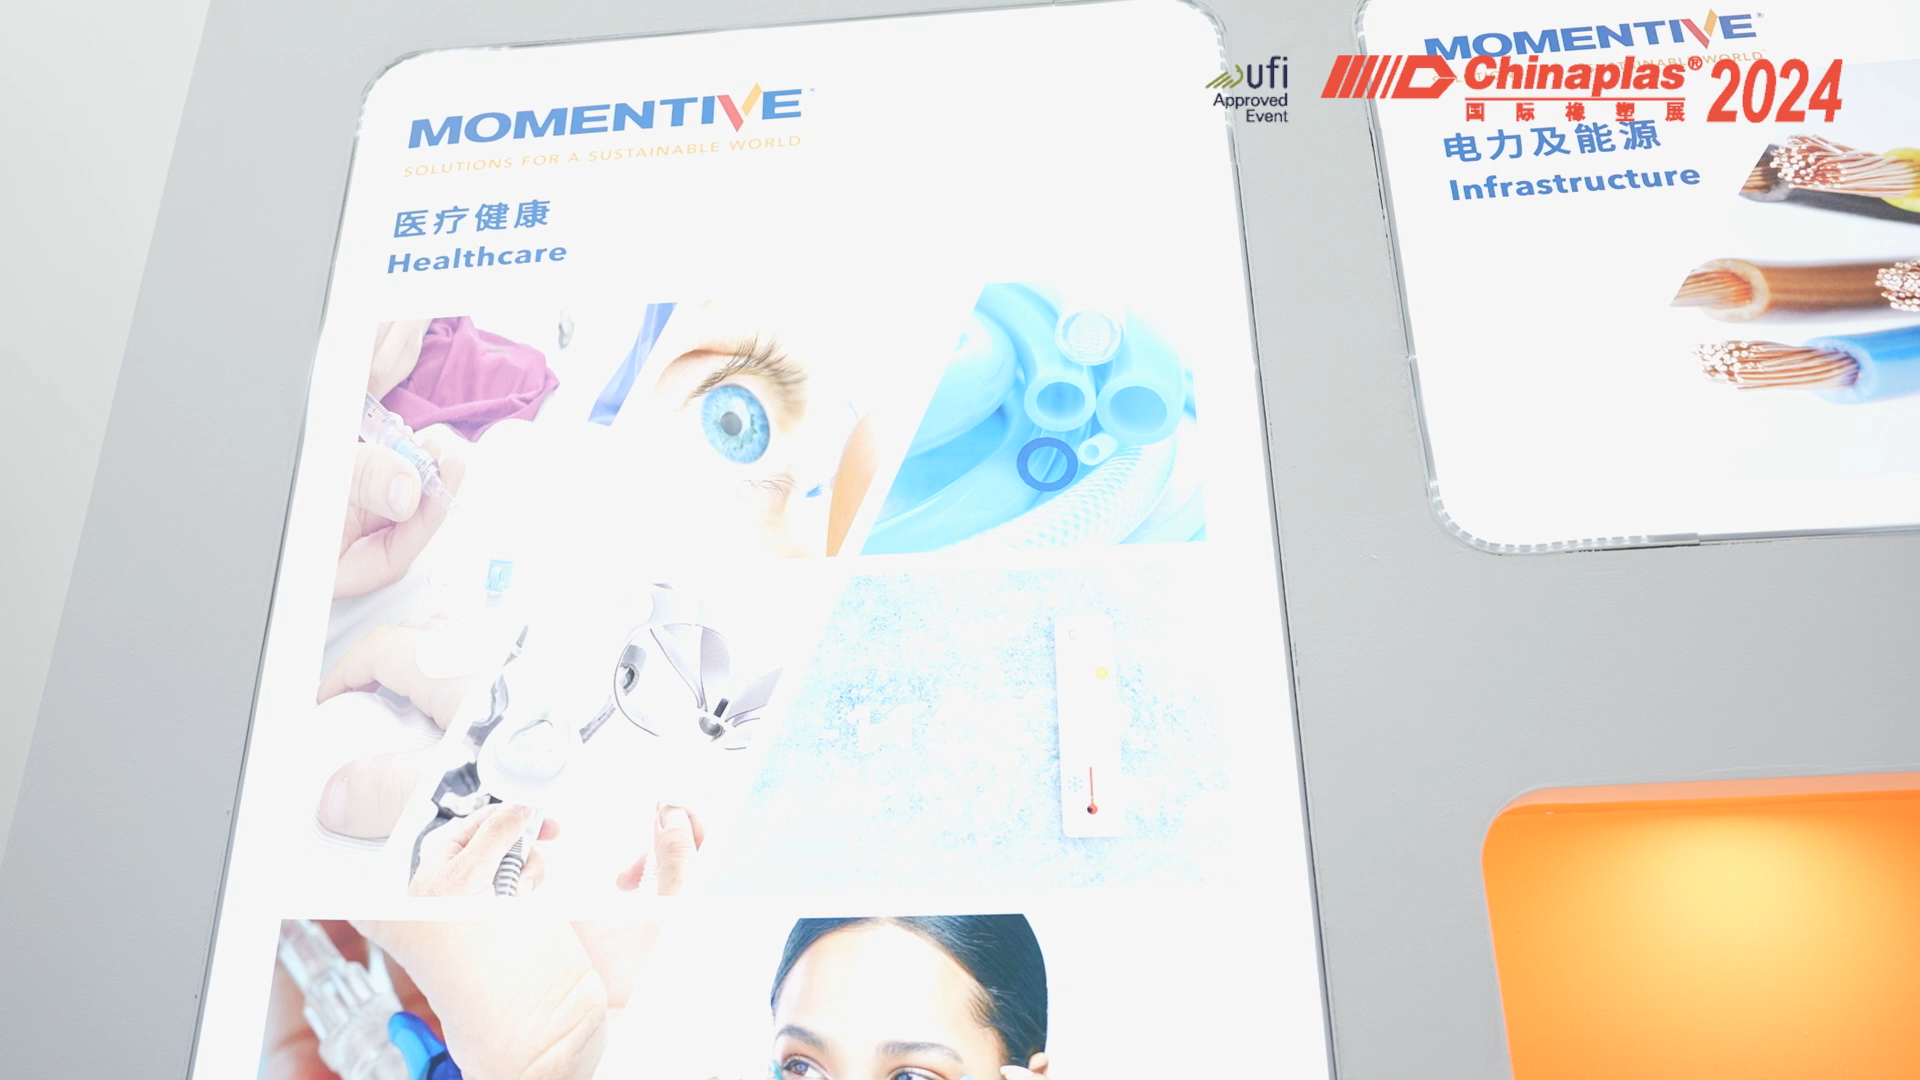 MOMENTIVE
SOLUTIONS FOR A SUSTAINABLE WORLD
医疗健康
Healthcare
C
ufi
Approved
Event
Chinaplas® 2024
国际橡塑展
MOMENTIVE®
WORLD
电力及能源
Infrastructure